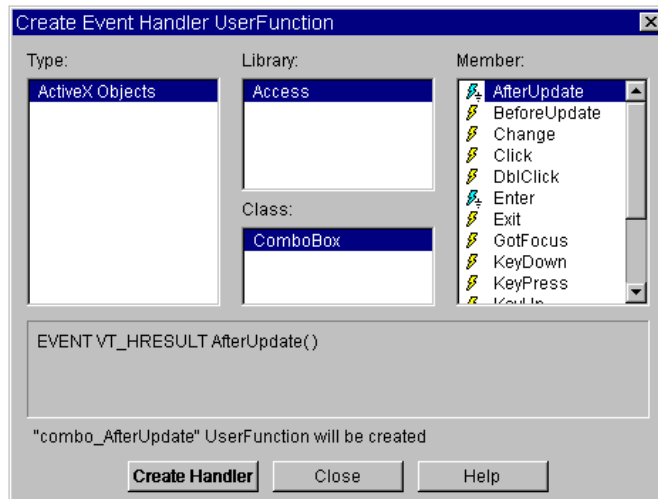 Create Event Handler UserFunction
Type: Library: Member:
ActiveX Objects
Access
Class:
ComboBox
AfterUpdate
BeforeUpdate
Change
Click
DblClick
Enter
Exit
GotFocus
KeyDown
KeyPress
KeyUp
EVENT VT_HRESULT AfterUpdate()
"combo_AfterUpdate" UserFunction will be created
Create Handler Close Help